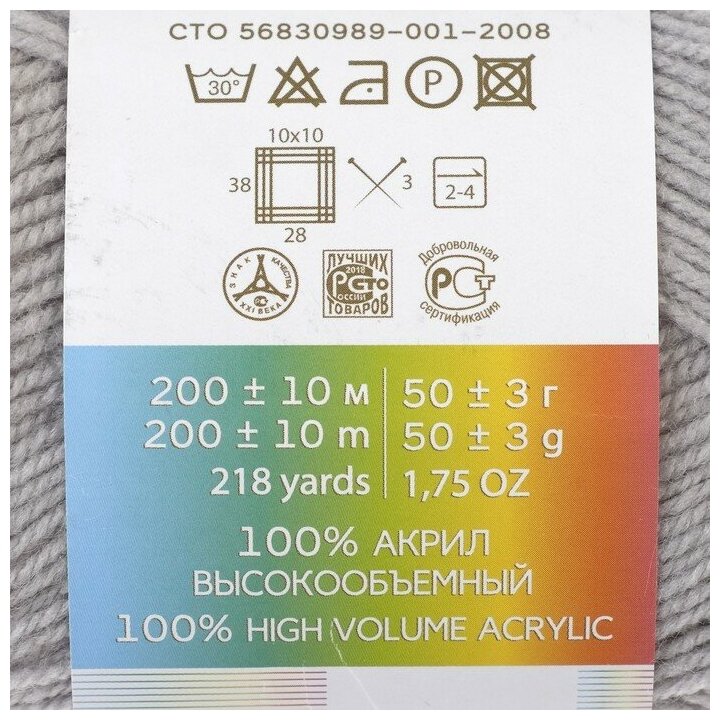 СТО 56830989-001-2008
30°
P
10x10
38
3
2-4
28
ЗНАК КАЧЕСТВА
XXI ВЕКА
100 ЛУЧШИХ
2018
РОССИИ
ТОВАРОВ
Добровольная
РСТ
сертификация
200 ± 10 м
50 ± 3 г
200 ± 10 m
50 ± 3 g
218 yards
1,75 OZ
100% АКРИЛ
ВЫСОКООБЪЕМНЫЙ
100% HIGH VOLUME ACRYLIC